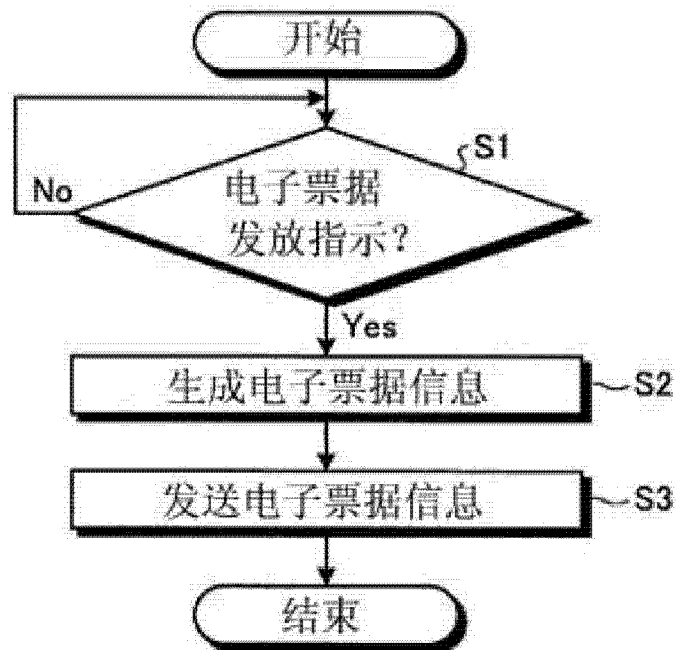 开始
S1
电子票据
发放指示？
No
Yes
生成电子票据信息
S2
发送电子票据信息
S3
结束